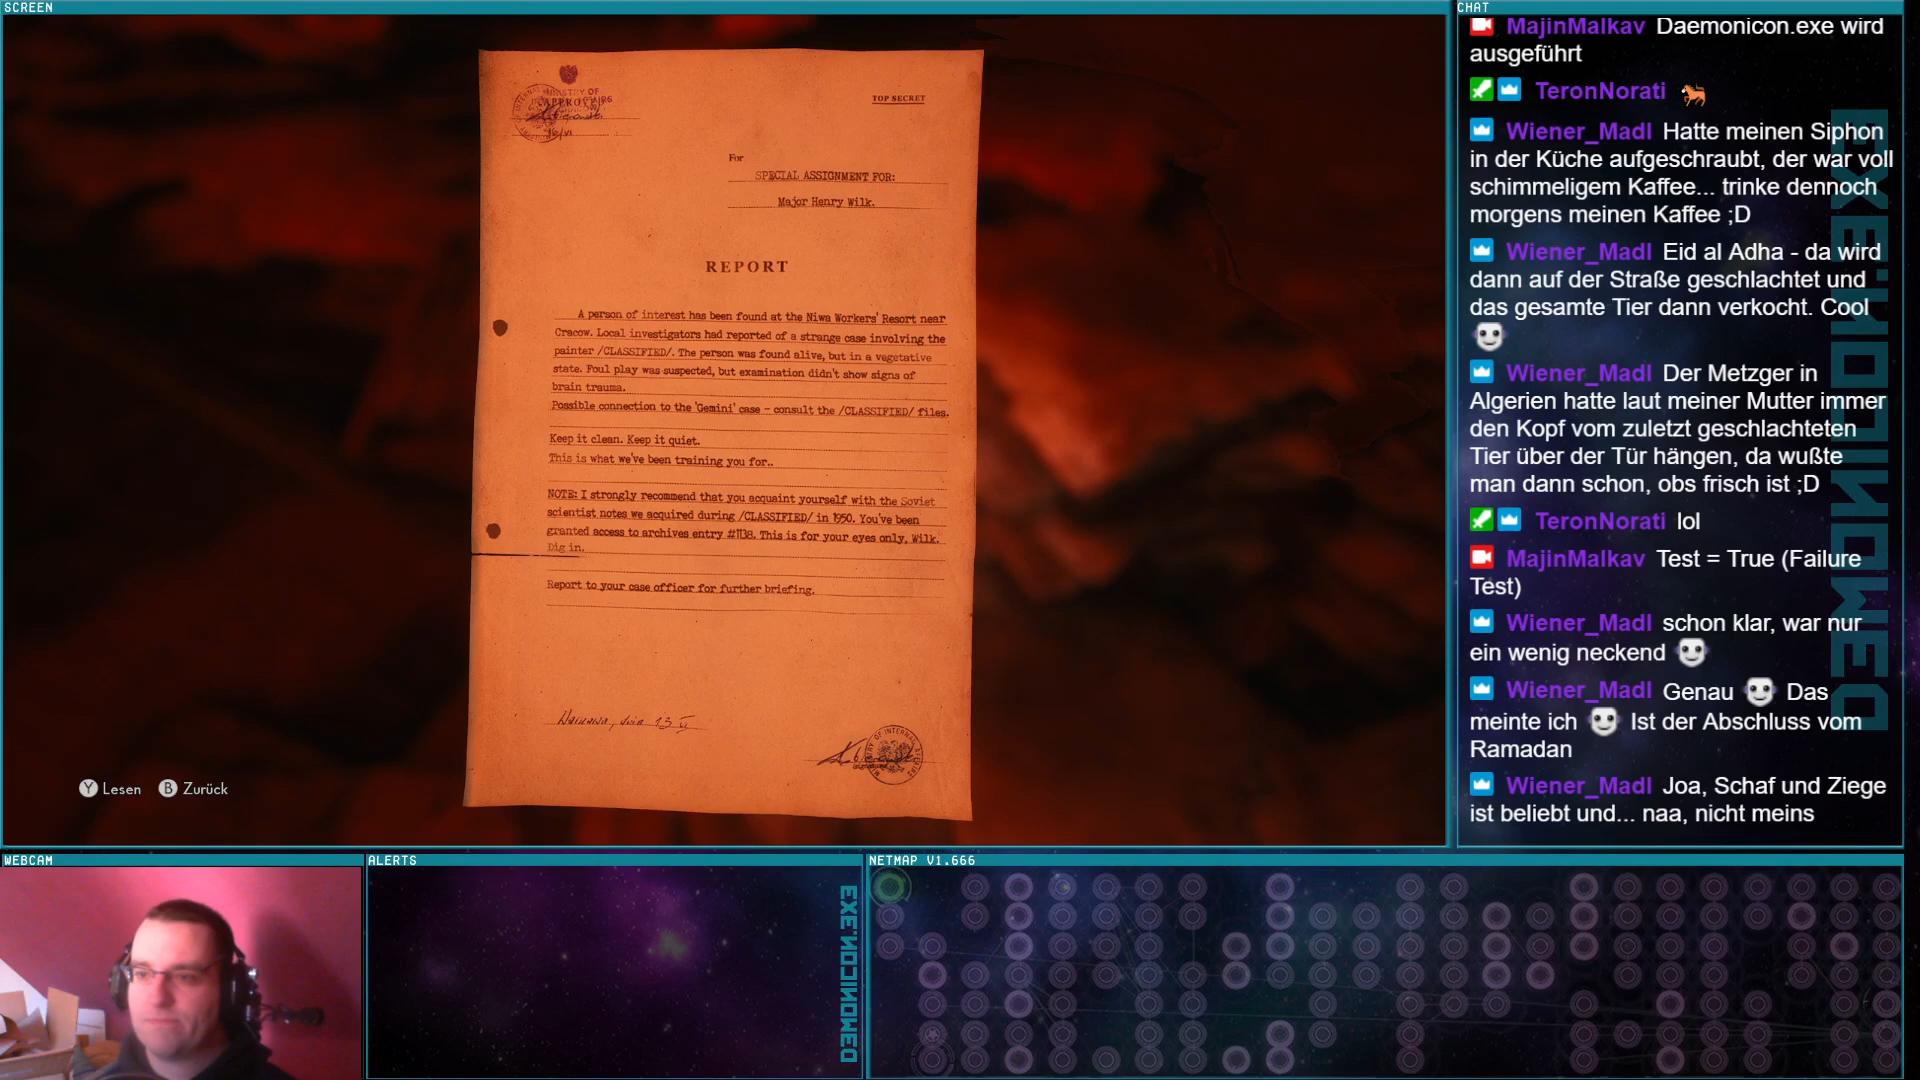 SCREEN
MINISTRY OF
APPROVE
TOP SECRET
For
SPECIAL ASSIGNMENT FOR:
Major Henry Wilk.
REPORT
A person of interest has been found at the Niwa Workers' Resort near
Cracow. Local investigators had reported of a strange case involving the
painter /CLASSIFIED/. The person was found alive, but in a vegetative
state. Foul play was suspected, but examination didn't show signs of
brain trauma.
Possible connection to the 'Gemini' case - consult the /CLASSIFIED/ files.
Keep it clean. Keep it quiet.
This is what we've been training you for..
NOTE: I strongly recommend that you acquaint yourself with the Soviet
scientist notes we acquired during /CLASSIFIED/ in 1950. You've been
granted access to archives entry #1138. This is for your eyes only, Wilk.
Dig in.
Report to your case officer for further briefing.
MINISTRY OF INTERNAL AFFAIRS
Y Lesen B Zurück
CHAT
MajinMalkav Daemonicon.exe wird
ausgeführt
TeronNorati
Wiener_Madl Hatte meinen Siphon
in der Küche aufgeschraubt, der war voll
schimmeligem Kaffee... trinke dennoch
morgens meinen Kaffee ;D
Wiener_Madl Eid al Adha - da wird
dann auf der Straße geschlachtet und
das gesamte Tier dann verkocht. Cool
Wiener_Madl Der Metzger in
Algerien hatte laut meiner Mutter immer
den Kopf vom zuletzt geschlachteten
Tier über der Tür hängen, da wußte
man dann schon, obs frisch ist ;D
TeronNorati lol
MajinMalkav Test = True (Failure
Test)
Wiener_Madl schon klar, war nur
ein wenig neckend
Wiener_Madl Genau Das
meinte ich Ist der Abschluss vom
Ramadan
Wiener_Madl Joa, Schaf und Ziege
ist beliebt und... naa, nicht meins
WEBCAM
ALERTS
NETMAP V1.666